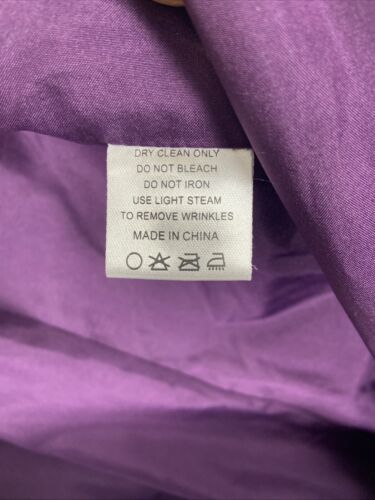 DRY CLEAN ONLY
DO NOT BLEACH
DO NOT IRON
USE LIGHT STEAM
TO REMOVE WRINKLES
MADE IN CHINA